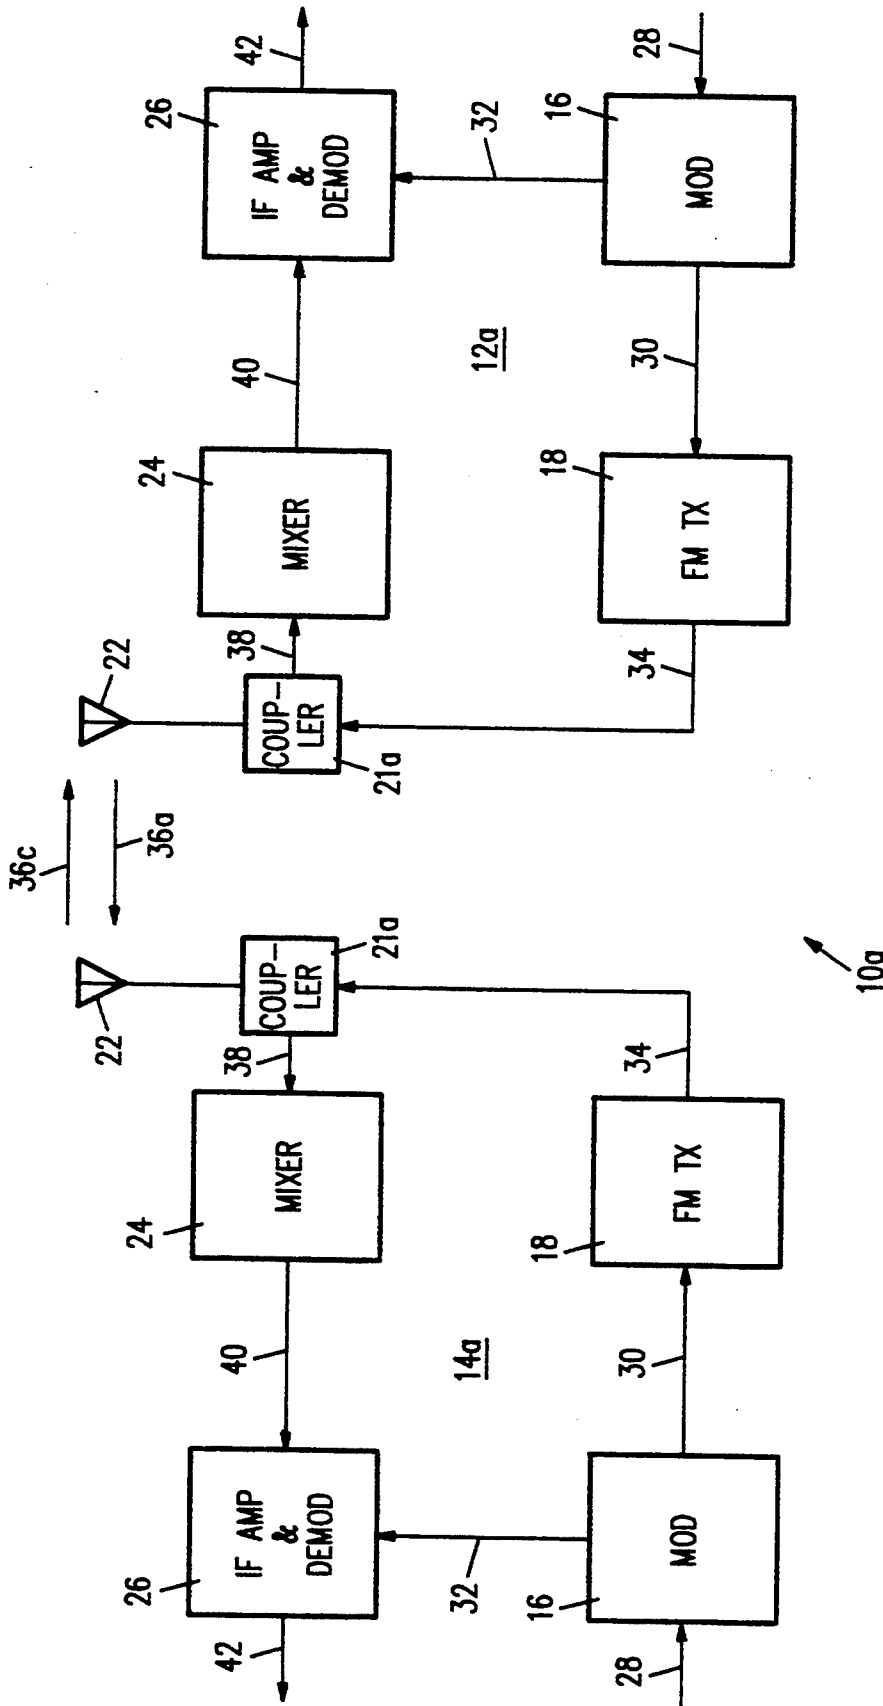 36c
36a
22
22
42
26
IF AMP
&
DEMOD
40
24
MIXER
38
COUP-
LER
21a
38
COUP-
LER
21a
24
MIXER
40
26
IF AMP
&
DEMOD
42
32
14a
12a
32
28
16
MOD
30
18
FM TX
34
34
18
FM TX
30
16
MOD
28
10a